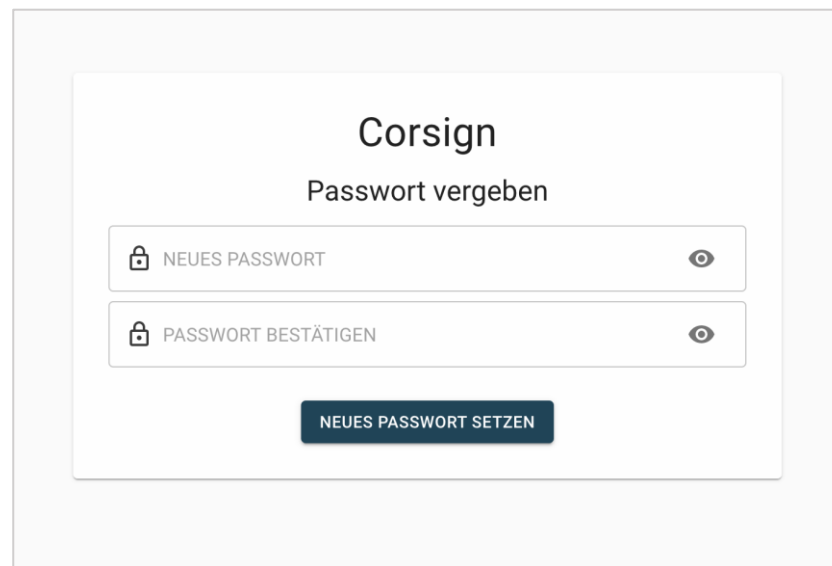 Corsign
Passwort vergeben
NEUES PASSWORT
PASSWORT BESTÄTIGEN
NEUES PASSWORT SETZEN